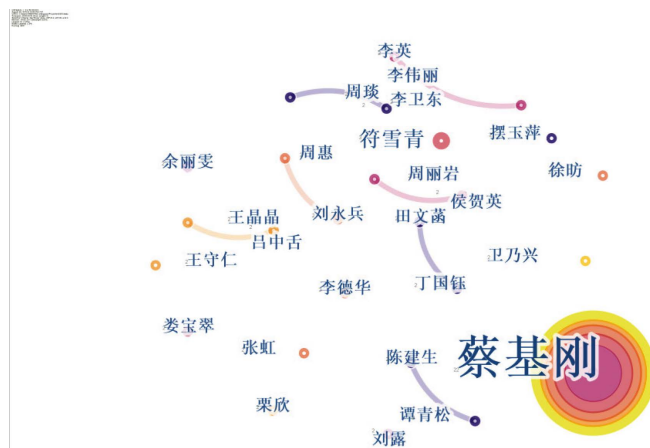 李英
李伟丽
周琰
李卫东
符雪青
摆玉萍
周惠
余丽雯
周丽岩
徐昉
侯贺英
王晶晶
刘永兵
田文菡
吕中舌
王守仁
卫乃兴
李德华
丁国钰
娄宝翠
张虹
陈建生
蔡基刚
栗欣
谭青松
刘露